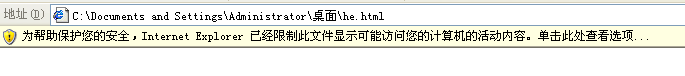 地址(D) C:\Documents and Settings\Administrator\桌面\he.html
为帮助保护您的安全，Internet Explorer 已经限制此文件显示可能访问您的计算机的活动内容。单击此处查看选项...